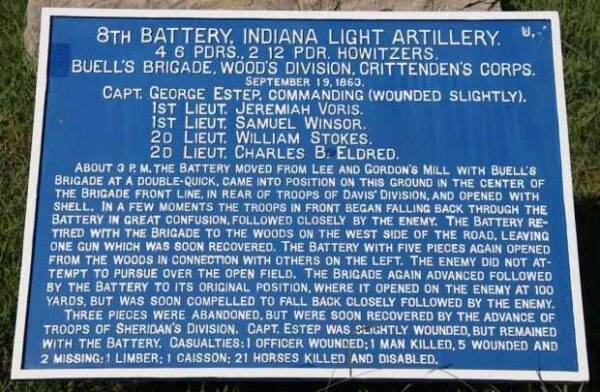 8TH BATTERY, INDIANA LIGHT ARTILLERY.
4 6 PDRS., 2 12 PDR. HOWITZERS.
BUELL'S BRIGADE, WOOD'S DIVISION, CRITTENDEN'S CORPS.
SEPTEMBER 19, 1863.
CAPT. GEORGE ESTEP, COMMANDING (WOUNDED SLIGHTLY).
1ST LIEUT. JEREMIAH VORIS.
1ST LIEUT. SAMUEL WINSOR.
2D LIEUT. WILLIAM STOKES.
2D LIEUT. CHARLES B. ELDRED.
ABOUT 3 P.M. THE BATTERY MOVED FROM LEE AND GORDON'S MILL WITH BUELL'S
BRIGADE AT A DOUBLE-QUICK, CAME INTO POSITION ON THIS GROUND IN THE CENTER OF
THE BRIGADE FRONT LINE, IN REAR OF TROOPS OF DAVIS' DIVISION, AND OPENED WITH
SHELL. IN A FEW MOMENTS THE TROOPS IN FRONT BEGAN FALLING BACK THROUGH THE
BATTERY IN GREAT CONFUSION, FOLLOWED CLOSELY BY THE ENEMY. THE BATTERY RE-
TIRED WITH THE BRIGADE TO THE WOODS ON THE WEST SIDE OF THE ROAD, LEAVING
ONE GUN WHICH WAS SOON RECOVERED. THE BATTERY WITH FIVE PIECES AGAIN OPENED
FROM THE WOODS IN CONNECTION WITH OTHERS ON THE LEFT. THE ENEMY DID NOT AT-
TEMPT TO PURSUE OVER THE OPEN FIELD. THE BRIGADE AGAIN ADVANCED FOLLOWED
BY THE BATTERY TO ITS ORIGINAL POSITION, WHERE IT OPENED ON THE ENEMY AT 100
YARDS, BUT WAS SOON COMPELLED TO FALL BACK CLOSELY FOLLOWED BY THE ENEMY.
THREE PIECES WERE ABANDONED, BUT WERE SOON RECOVERED BY THE ADVANCE OF
TROOPS OF SHERIDAN'S DIVISION. CAPT. ESTEP WAS SLIGHTLY WOUNDED, BUT REMAINED
WITH THE BATTERY. CASUALTIES: 1 OFFICER WOUNDED; 1 MAN KILLED, 5 WOUNDED AND
2 MISSING; 1 LIMBER; 1 CAISSON; 21 HORSES KILLED AND DISABLED.